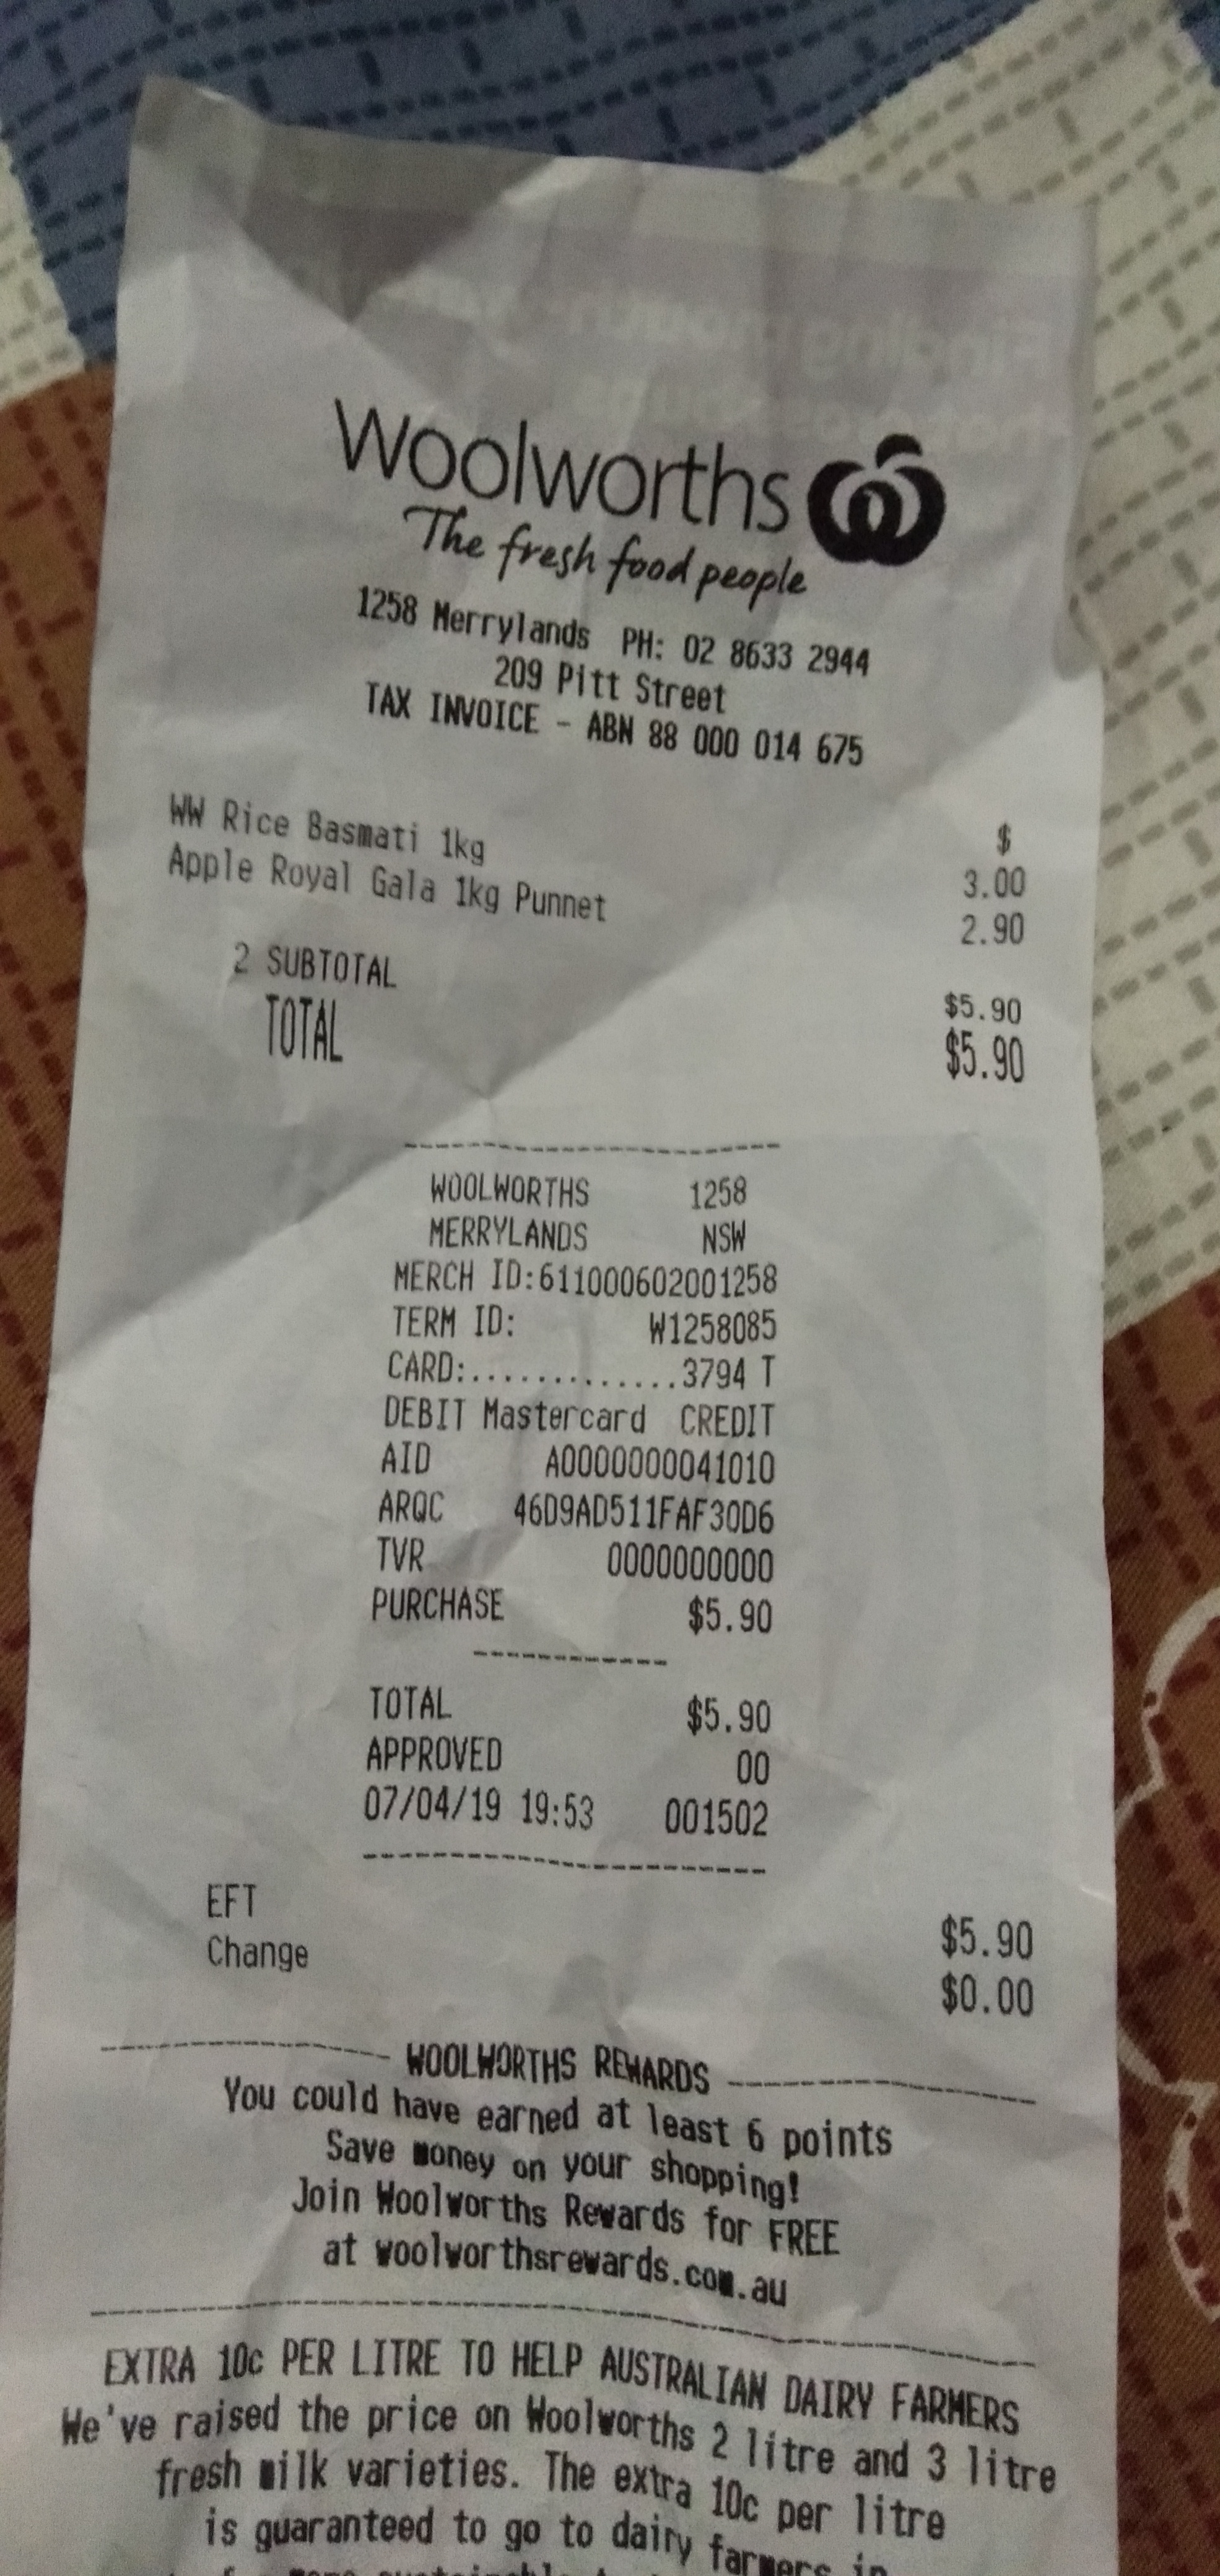 Woolworths
The fresh food people
1258 Merrylands PH: 02 8633 2944
209 Pitt Street
TAX INVOICE - ABN 88 000 014 675
$
WW Rice Basmati 1kg 3.00
Apple Royal Gala 1kg Punnet 2.90
2 SUBTOTAL $5.90
TOTAL $5.90
WOOLWORTHS 1258
MERRYLANDS NSW
MERCH ID:611000602001258
TERM ID: W1258085
CARD:.............3794 T
DEBIT Mastercard CREDIT
AID A0000000041010
ARQC 46D9AD511FAF30D6
TVR 0000000000
PURCHASE $5.90
TOTAL $5.90
APPROVED 00
07/04/19 19:53 001502
EFT $5.90
Change $0.00
WOOLWORTHS REWARDS
You could have earned at least 6 points
Save money on your shopping!
Join Woolworths Rewards for FREE
at woolworthsrewards.com.au
EXTRA 10c PER LITRE TO HELP AUSTRALIAN DAIRY FARMERS
We've raised the price on Woolworths 2 litre and 3 litre
fresh milk varieties. The extra 10c per litre
is guaranteed to go to dairy farmers in